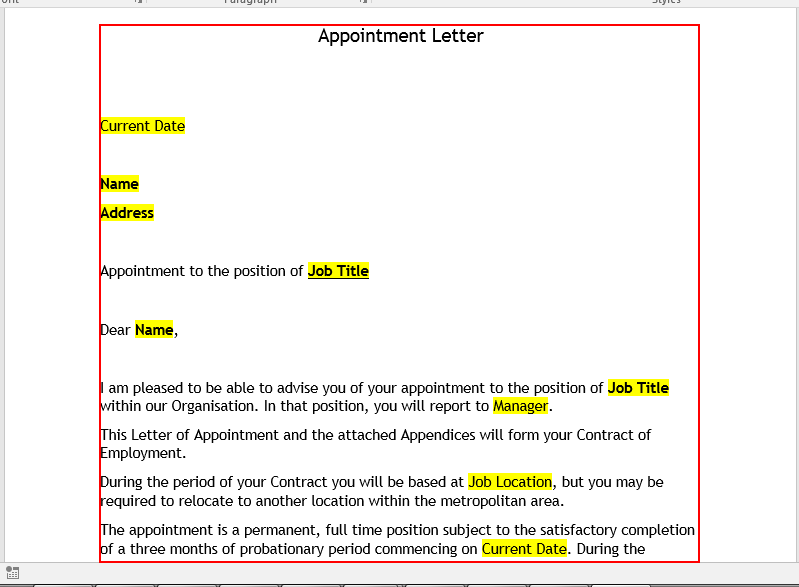 Paragraph
Styles
Appointment Letter
Current Date
Name
Address
Appointment to the position of Job Title
Dear Name,
I am pleased to be able to advise you of your appointment to the position of Job Title
within our Organisation. In that position, you will report to Manager.
This Letter of Appointment and the attached Appendices will form your Contract of
Employment.
During the period of your Contract you will be based at Job Location, but you may be
required to relocate to another location within the metropolitan area.
The appointment is a permanent, full time position subject to the satisfactory completion
of a three months of probationary period commencing on Current Date. During the